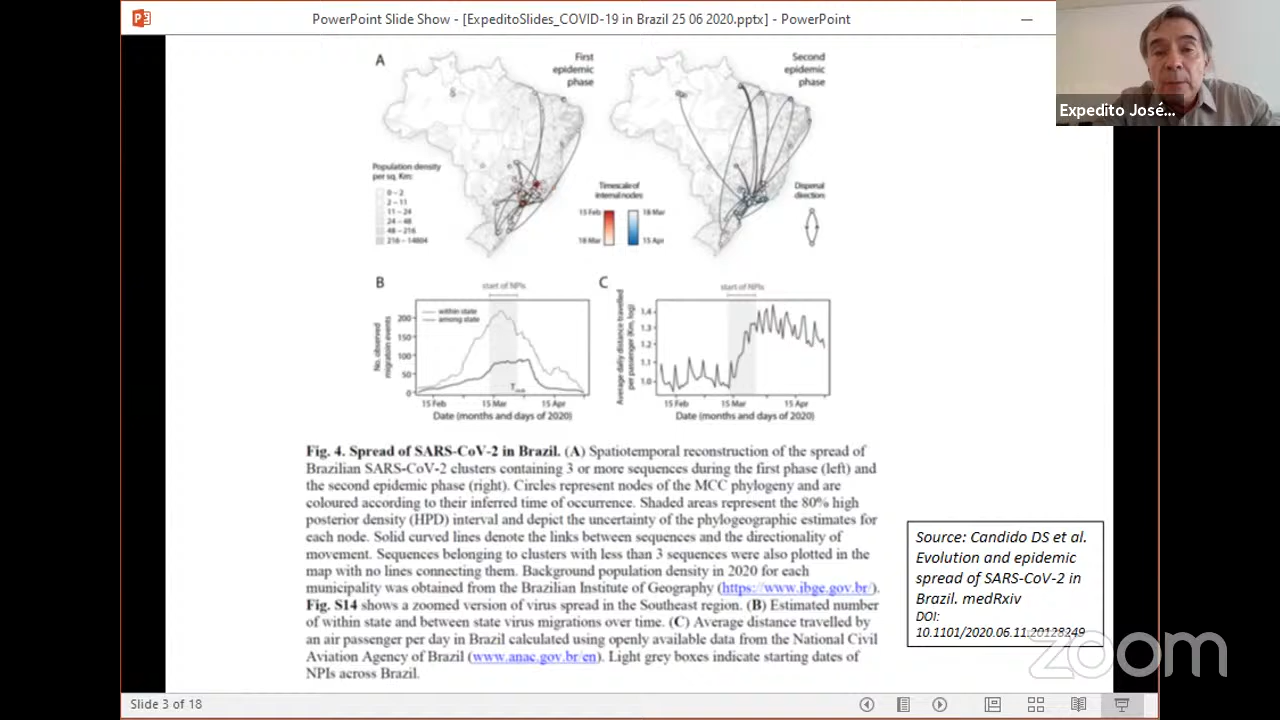 PowerPoint Slide Show - [ExpeditoSlides_COVID-19 in Brazil 25 06 2020.pptx] - PowerPoint
Expedito José...
A
First
epidemic
phase
Second
epidemic
phase
Population density
per sq. Km:
0 – 2
2 – 11
11 – 24
24 – 48
48 – 216
216 – 14804
Timescale of
internal nodes
15 Feb
18 Mar
18 Mar
15 Apr
Dispersal
direction
B
start of NPIs
within state
among state
No. observed
migration events
200
150
100
50
0
15 Feb
15 Mar
15 Apr
Date (months and days of 2020)
C
start of NPIs
Average daily distance travelled
per passenger (Km, log)
1.4
1.3
1.2
1.1
1.0
15 Feb
15 Mar
15 Apr
Date (months and days of 2020)
Fig. 4. Spread of SARS-CoV-2 in Brazil. (A) Spatiotemporal reconstruction of the spread of
Brazilian SARS-CoV-2 clusters containing 3 or more sequences during the first phase (left) and
the second epidemic phase (right). Circles represent nodes of the MCC phylogeny and are
coloured according to their inferred time of occurrence. Shaded areas represent the 80% high
posterior density (HPD) interval and depict the uncertainty of the phylogeographic estimates for
each node. Solid curved lines denote the links between sequences and the directionality of
movement. Sequences belonging to clusters with less than 3 sequences were also plotted in the
map with no lines connecting them. Background population density in 2020 for each
municipality was obtained from the Brazilian Institute of Geography (https://www.ibge.gov.br/).
Fig. S14 shows a zoomed version of virus spread in the Southeast region. (B) Estimated number
of within state and between state virus migrations over time. (C) Average distance travelled by
an air passenger per day in Brazil calculated using openly available data from the National Civil
Aviation Agency of Brazil (www.anac.gov.br/en). Light grey boxes indicate starting dates of
NPIs across Brazil.
Source: Candido DS et al.
Evolution and epidemic
spread of SARS-CoV-2 in
Brazil. medRxiv
DOI:
10.1101/2020.06.11.20128249
zoom
Slide 3 of 18